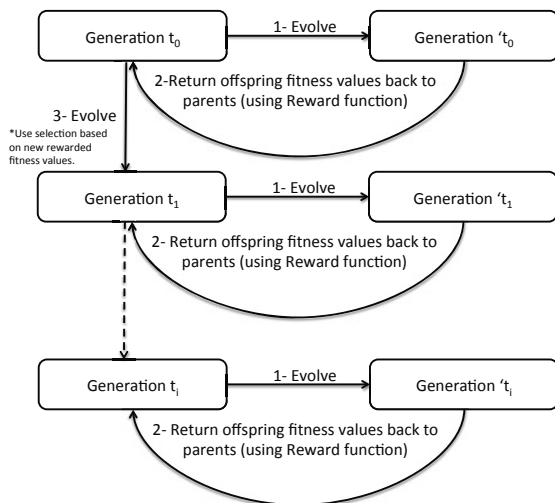 Generation t₀
1- Evolve
Generation ‘t₀
2-Return offspring fitness values back to
parents (using Reward function)
3- Evolve
*Use selection based
on new rewarded
fitness values.
Generation t₁
1- Evolve
Generation ‘t₁
2- Return offspring fitness values back to
parents (using Reward function)
Generation tᵢ
1- Evolve
Generation ‘tᵢ
2- Return offspring fitness values back to
parents (using Reward function)